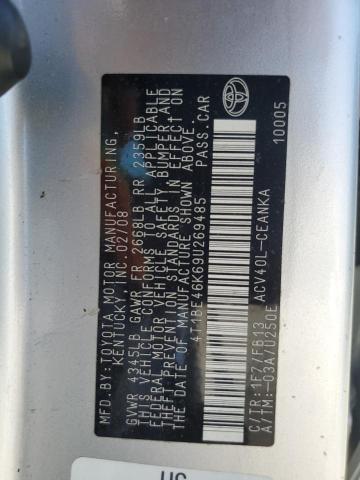 MFD.BY:TOYOTA MOTOR MANUFACTURING,
KENTUCKY, INC. 02/08
GVWR 4345LB GAWR FR 2668LB RR 2359LB
THIS VEHICLE CONFORMS TO ALL APPLICABLE
FEDERAL MOTOR VEHICLE SAFETY, BUMPER, AND
THEFT PREVENTION STANDARDS IN EFFECT ON
THE DATE OF MANUFACTURE SHOWN ABOVE.
4T1BE46K69U269485 PASS.CAR
C/TR:1F7/FB13 ACV40L-CEANKA
A/TM:-03A/U250E 10005